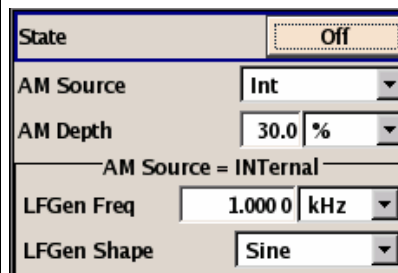 State Off
AM Source Int
AM Depth 30.0 %
AM Source = INTernal
LFGen Freq 1.000 0 kHz
LFGen Shape Sine